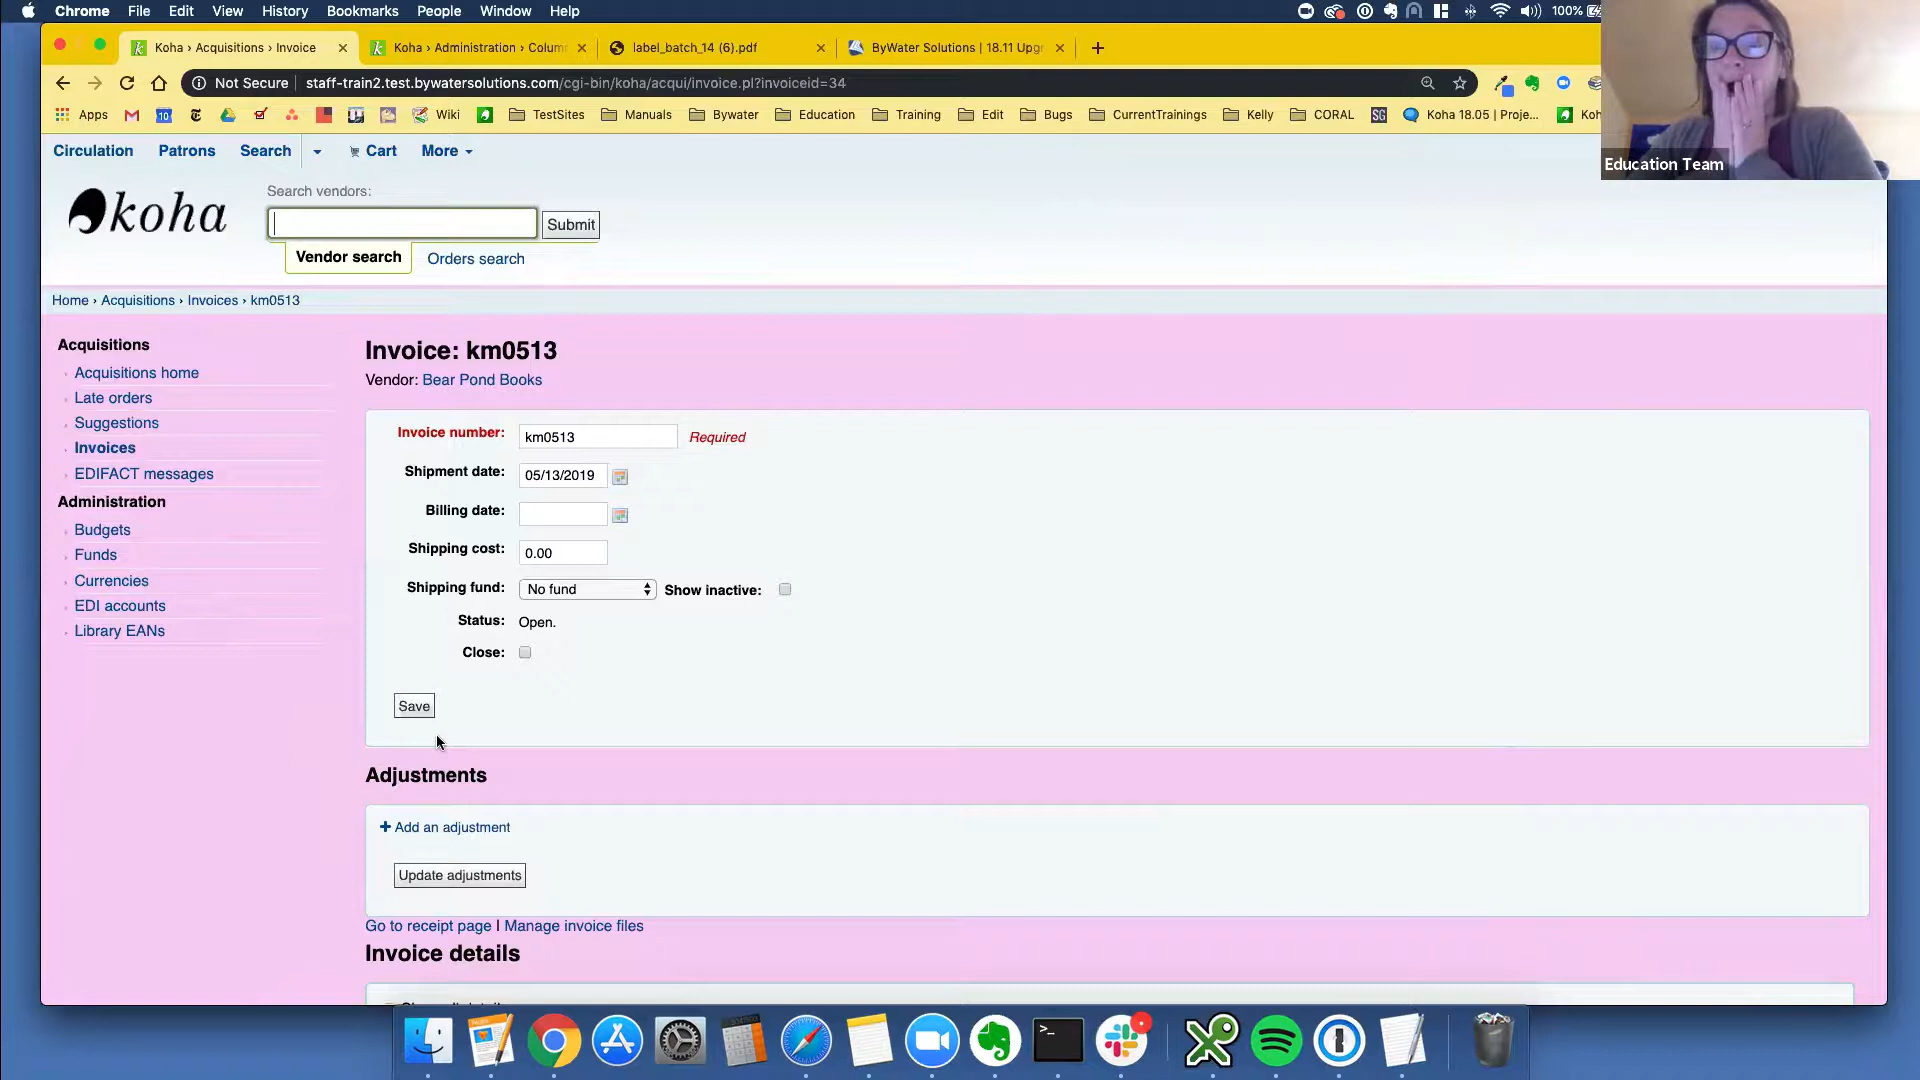 Chrome File Edit View History Bookmarks People Window Help
100%
Koha › Acquisitions › Invoice
Koha › Administration › Colum
label_batch_14 (6).pdf
ByWater Solutions | 18.11 Upg
Not Secure
staff-train2.test.bywatersolutions.com/cgi-bin/koha/acqui/invoice.pl?invoiceid=34
Apps
10
Wiki
TestSites
Manuals
Bywater
Education
Training
Edit
Bugs
CurrentTrainings
Kelly
CORAL
SG
Koha 18.05 | Proje...
Koh
Education Team
Circulation
Patrons
Search
Cart
More
koha
Search vendors:
Submit
Vendor search
Orders search
Home › Acquisitions › Invoices › km0513
Acquisitions
Acquisitions home
Late orders
Suggestions
Invoices
EDIFACT messages
Administration
Budgets
Funds
Currencies
EDI accounts
Library EANs
Invoice: km0513
Vendor: Bear Pond Books
Invoice number: km0513 Required
Shipment date: 05/13/2019
Billing date:
Shipping cost: 0.00
Shipping fund: No fund Show inactive:
Status: Open.
Close:
Save
Adjustments
+ Add an adjustment
Update adjustments
Go to receipt page | Manage invoice files
Invoice details